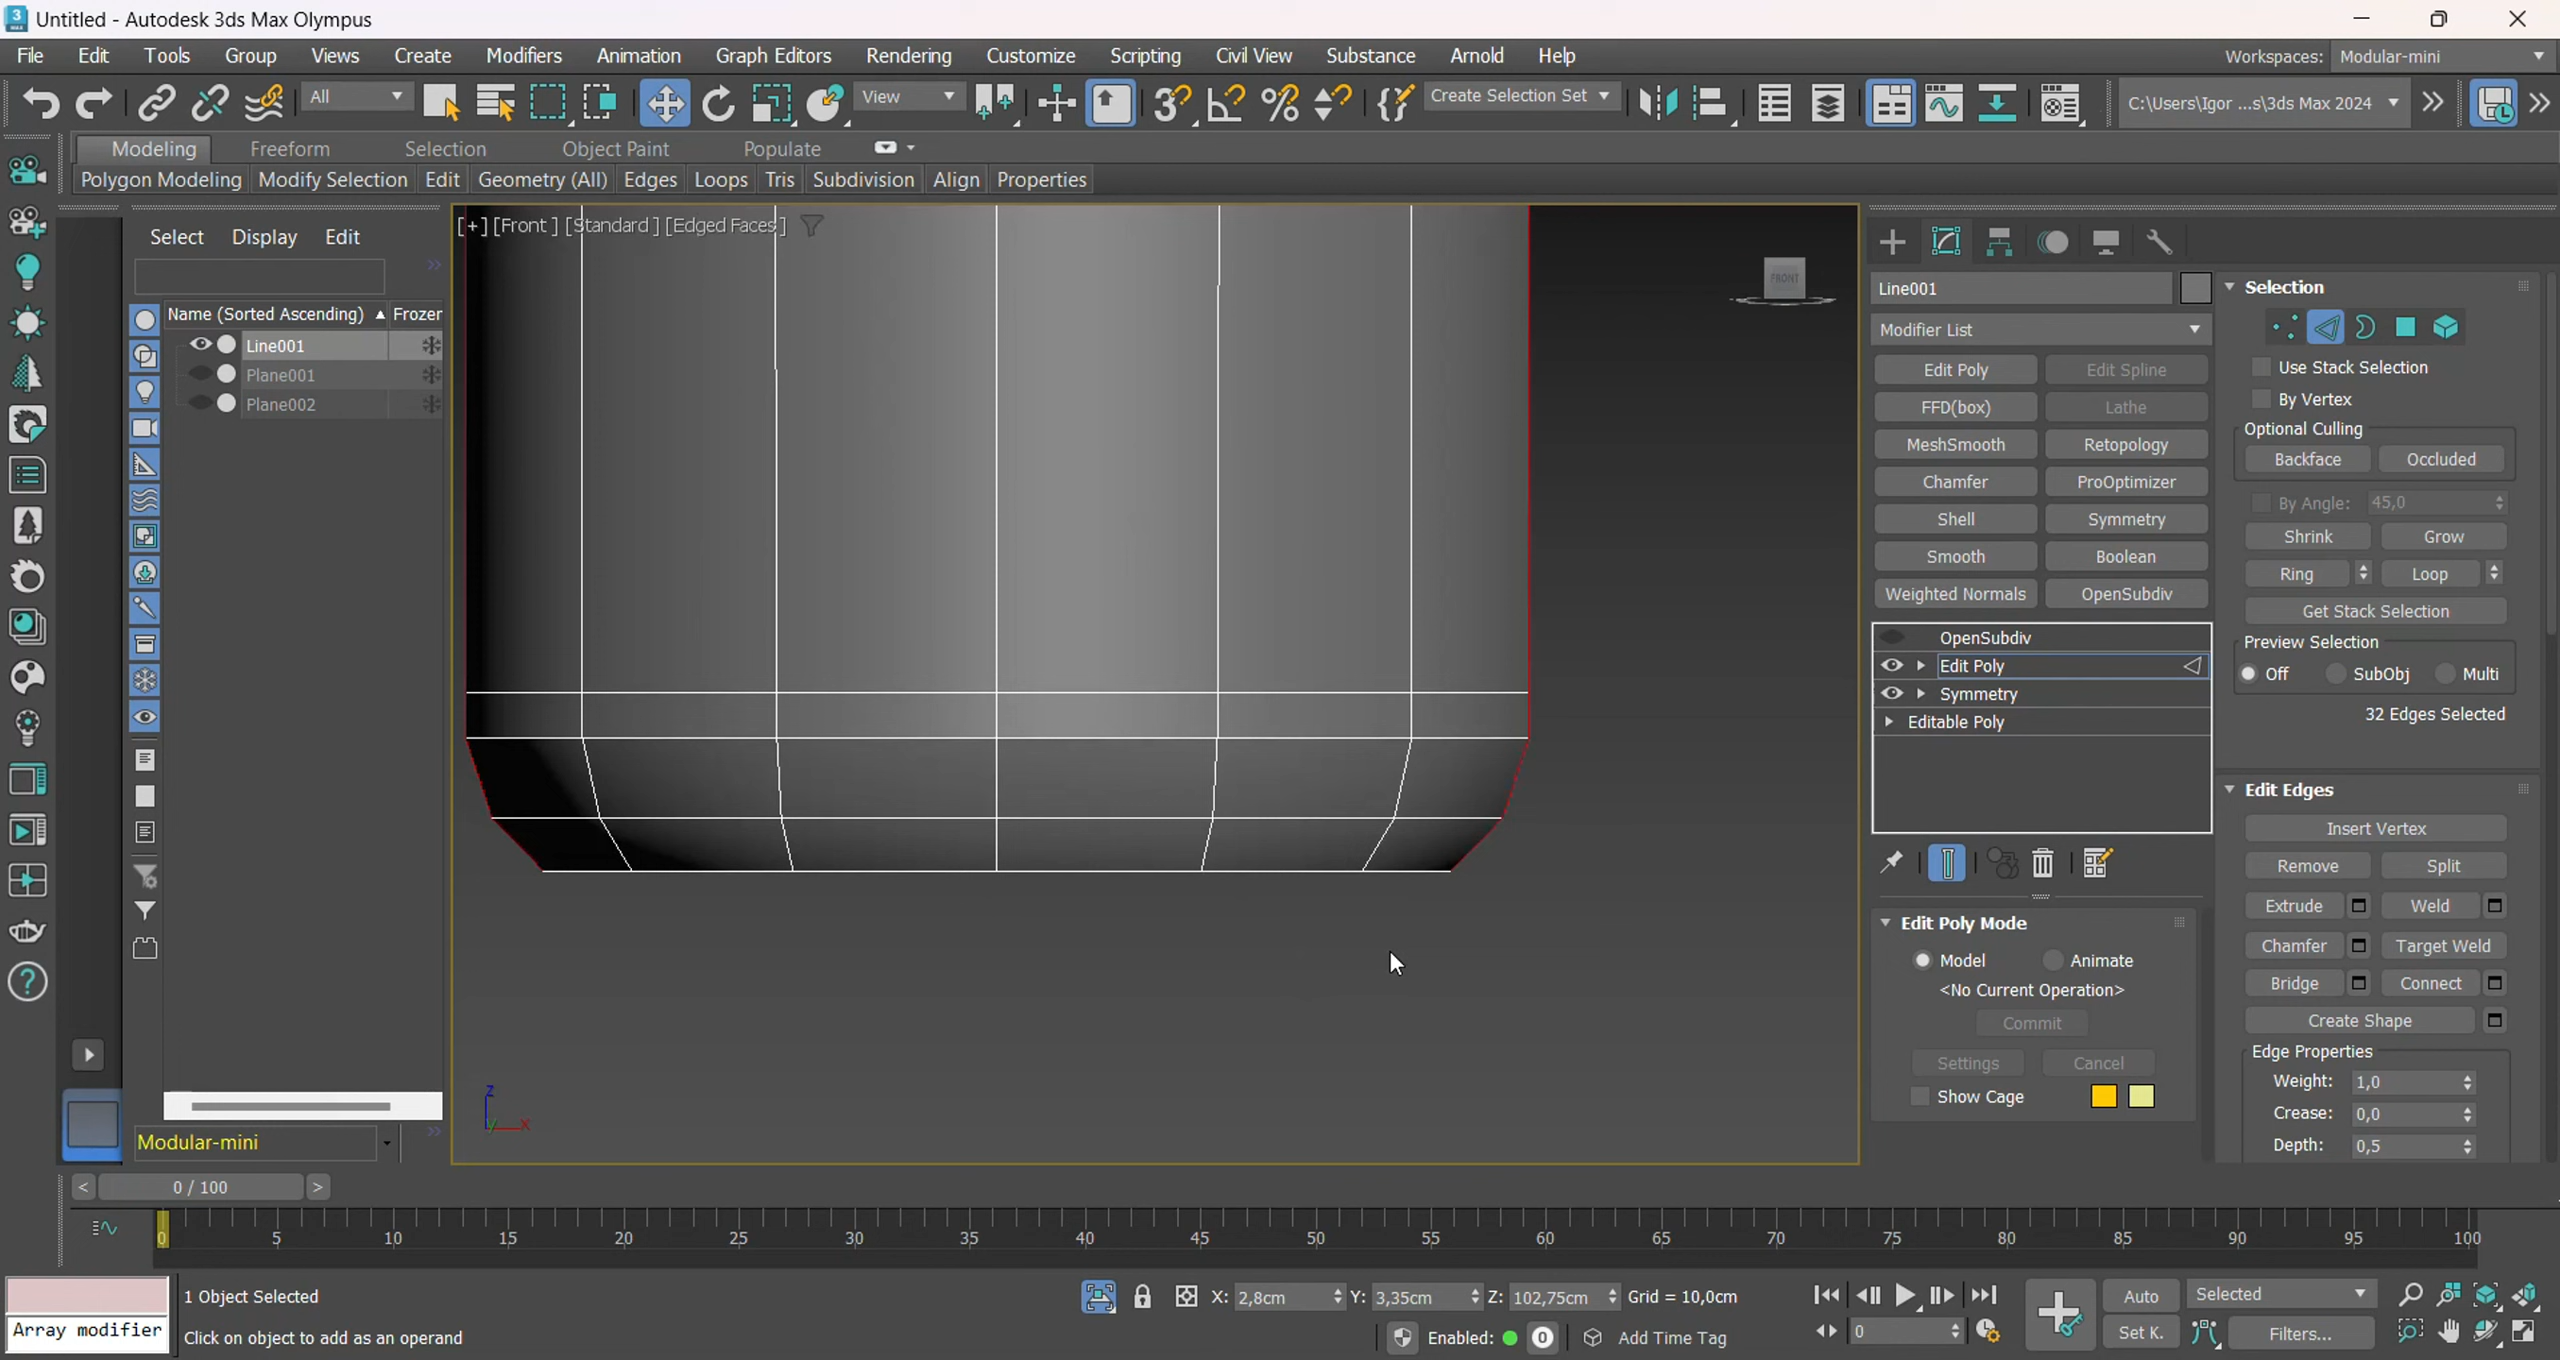 Untitled - Autodesk 3ds Max Olympus
File Edit Tools Group Views Create Modifiers Animation Graph Editors Rendering Customize Scripting Civil View Substance Arnold Help Workspaces: Modular-mini
All View Create Selection Set C:\Users\Igor ...s\3ds Max 2024
Modeling Freeform Selection Object Paint Populate
Polygon Modeling Modify Selection Edit Geometry (All) Edges Loops Tris Subdivision Align Properties
Select Display Edit
Name (Sorted Ascending) Frozen
Line001
Plane001
Plane002
Modular-mini
[+] [Front ] [Standard ] [Edged Faces ]
FRONT
z
y x
Line001
Modifier List
Edit Poly Edit Spline
FFD(box) Lathe
MeshSmooth Retopology
Chamfer ProOptimizer
Shell Symmetry
Smooth Boolean
Weighted Normals OpenSubdiv
OpenSubdiv
Edit Poly
Symmetry
Editable Poly
Edit Poly Mode
Model Animate
<No Current Operation>
Commit
Settings Cancel
Show Cage
Selection
Use Stack Selection
By Vertex
Optional Culling
Backface Occluded
By Angle: 45,0
Shrink Grow
Ring Loop
Get Stack Selection
Preview Selection
Off SubObj Multi
32 Edges Selected
Edit Edges
Insert Vertex
Remove Split
Extrude Weld
Chamfer Target Weld
Bridge Connect
Create Shape
Edge Properties
Weight: 1,0
Crease: 0,0
Depth: 0,5
< 0 / 100 >
0 5 10 15 20 25 30 35 40 45 50 55 60 65 70 75 80 85 90 95 100
1 Object Selected X: 2,8cm Y: 3,35cm Z: 102,75cm Grid = 10,0cm Auto Selected
Array modifier Click on object to add as an operand Enabled: 0 Add Time Tag 0 Set K. Filters...